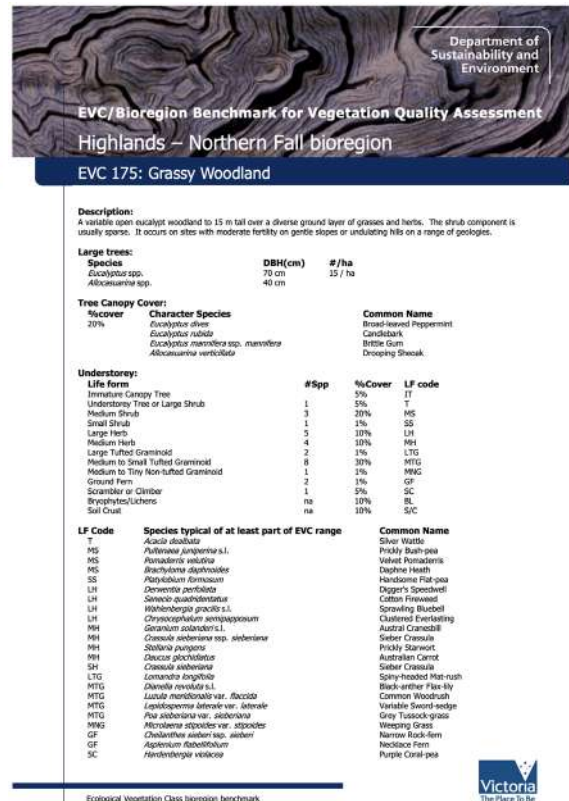 Department of
Sustainability and
Environment
EVC/Bioregion Benchmark for Vegetation Quality Assessment
Highlands – Northern Fall bioregion
EVC 175: Grassy Woodland
Description:
A variable open eucalypt woodland to 15 m tall over a diverse ground layer of grasses and herbs. The shrub component is
usually sparse. It occurs on sites with moderate fertility on gentle slopes or undulating hills on a range of geologies.
Large trees:
Species DBH(cm) #/ha
Eucalyptus spp. 70 cm 15 / ha
Allocasuarina spp. 40 cm
Tree Canopy Cover:
%cover Character Species Common Name
20% Eucalyptus dives Broad-leaved Peppermint
Eucalyptus rubida Candlebark
Eucalyptus mannifera ssp. mannifera Brittle Gum
Allocasuarina verticillata Drooping Sheoak
Understorey:
Life form #Spp %Cover LF code
Immature Canopy Tree 5% IT
Understorey Tree or Large Shrub 1 5% T
Medium Shrub 3 20% MS
Small Shrub 1 1% SS
Large Herb 5 10% LH
Medium Herb 4 10% MH
Large Tufted Graminoid 2 1% LTG
Medium to Small Tufted Graminoid 8 30% MTG
Medium to Tiny Non-tufted Graminoid 1 1% MNG
Ground Fern 2 1% GF
Scrambler or Climber 1 5% SC
Bryophytes/Lichens na 10% BL
Soil Crust na 10% S/C
LF Code Species typical of at least part of EVC range Common Name
T Acacia dealbata Silver Wattle
MS Pultenaea juniperina s.l. Prickly Bush-pea
MS Pomaderris velutina Velvet Pomaderris
MS Brachyloma daphnoides Daphne Heath
SS Platylobium formosum Handsome Flat-pea
LH Derwentia perfoliata Digger's Speedwell
LH Senecio quadridentatus Cotton Fireweed
LH Wahlenbergia gracilis s.l. Sprawling Bluebell
LH Chrysocephalum semipapposum Clustered Everlasting
MH Geranium solanderi s.l. Austral Cranesbill
MH Crassula sieberiana ssp. sieberiana Sieber Crassula
MH Stellaria pungens Prickly Starwort
MH Daucus glochidiatus Australian Carrot
SH Crassula sieberiana Sieber Crassula
LTG Lomandra longifolia Spiny-headed Mat-rush
MTG Dianella revoluta s.l. Black-anther Flax-lily
MTG Luzula meridionalis var. flaccida Common Woodrush
MTG Lepidosperma laterale var. laterale Variable Sword-sedge
MTG Poa sieberiana var. sieberiana Grey Tussock-grass
MNG Microlaena stipoides var. stipoides Weeping Grass
GF Cheilanthes sieberi ssp. sieberi Narrow Rock-fern
GF Asplenium flabellifolium Necklace Fern
SC Hardenbergia violacea Purple Coral-pea
Ecological Vegetation Class bioregion benchmark
Victoria
The Place To Be